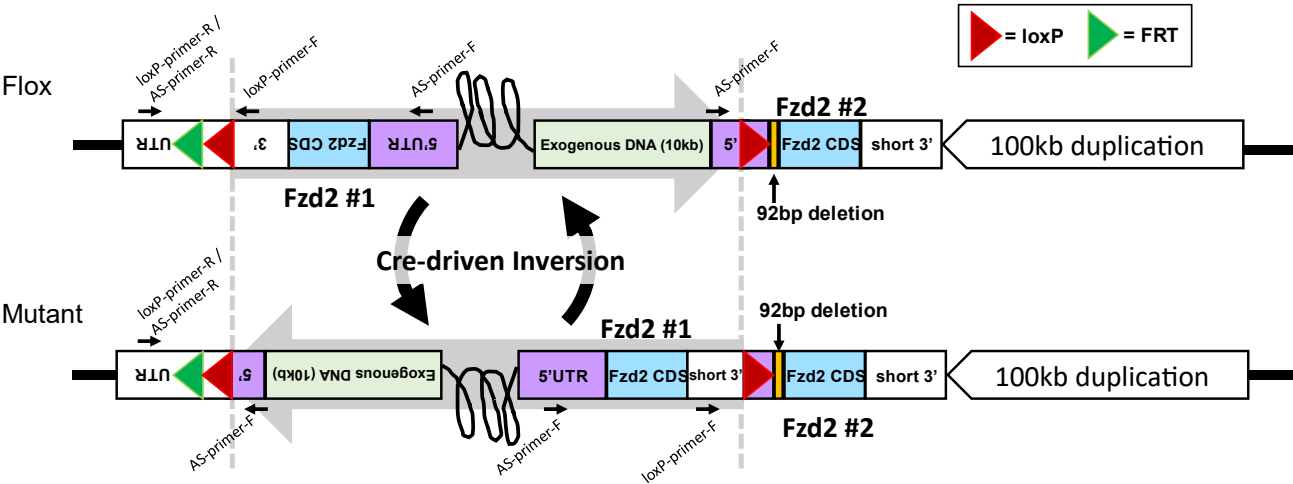 loxP-primer-R /
AS-primer-R
loxP-primer-F
AS-primer-F
AS-primer-F
= loxP
= FRT
Flox
Fzd2 #2
UTR
3'
Fzd2 CDS
5'UTR
Exogenous DNA (10kb)
5'
Fzd2 CDS
short 3'
100kb duplication
Fzd2 #1
92bp deletion
Cre-driven Inversion
loxP-primer-R /
AS-primer-R
Mutant
92bp deletion
Fzd2 #1
UTR
5'
Exogenous DNA (10kb)
5'UTR
Fzd2 CDS
short 3'
Fzd2 CDS
short 3'
100kb duplication
AS-primer-F
AS-primer-F
loxP-primer-F
Fzd2 #2